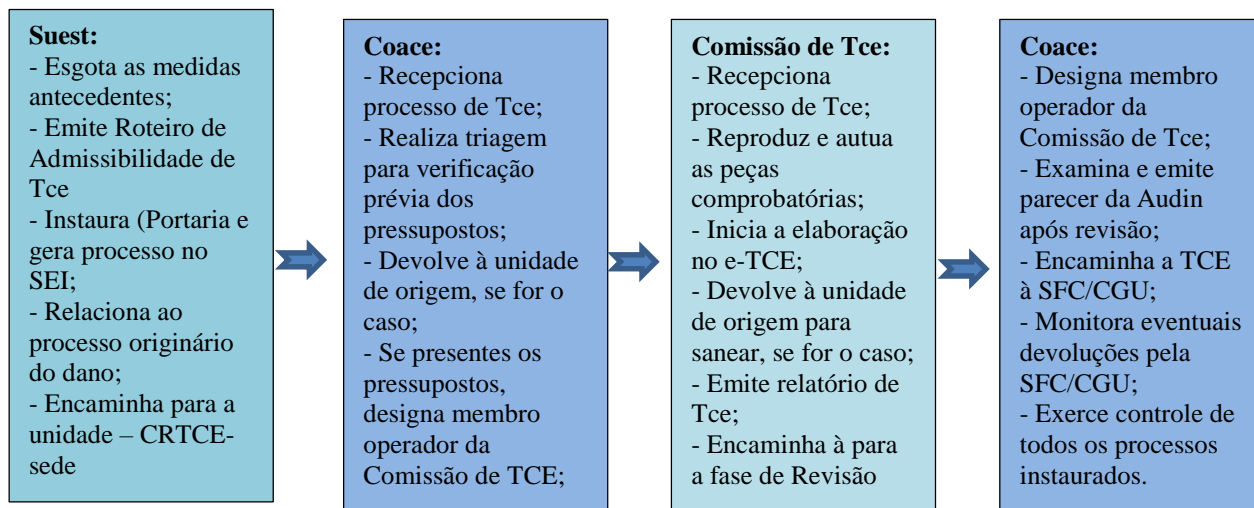 Suest:
- Esgota as medidas
antecedentes;
- Emite Roteiro de
Admissibilidade de
Tce
- Instaura (Portaria e
gera processo no
SEI;
- Relaciona ao
processo originário
do dano;
- Encaminha para a
unidade – CRTCE-
sede
Coace:
- Recepciona
processo de Tce;
- Realiza triagem
para verificação
prévia dos
pressupostos;
- Devolve à unidade
de origem, se for o
caso;
- Se presentes os
pressupostos,
designa membro
operador da
Comissão de TCE;
Comissão de Tce:
- Recepciona
processo de Tce;
- Reproduz e autua
as peças
comprobatórias;
- Inicia a elaboração
no e-TCE;
- Devolve à unidade
de origem para
sanear, se for o caso;
- Emite relatório de
Tce;
- Encaminha à para
a fase de Revisão
Coace:
- Designa membro
operador da
Comissão de Tce;
- Examina e emite
parecer da Audin
após revisão;
- Encaminha a TCE
à SFC/CGU;
- Monitora eventuais
devoluções pela
SFC/CGU;
- Exerce controle de
todos os processos
instaurados.